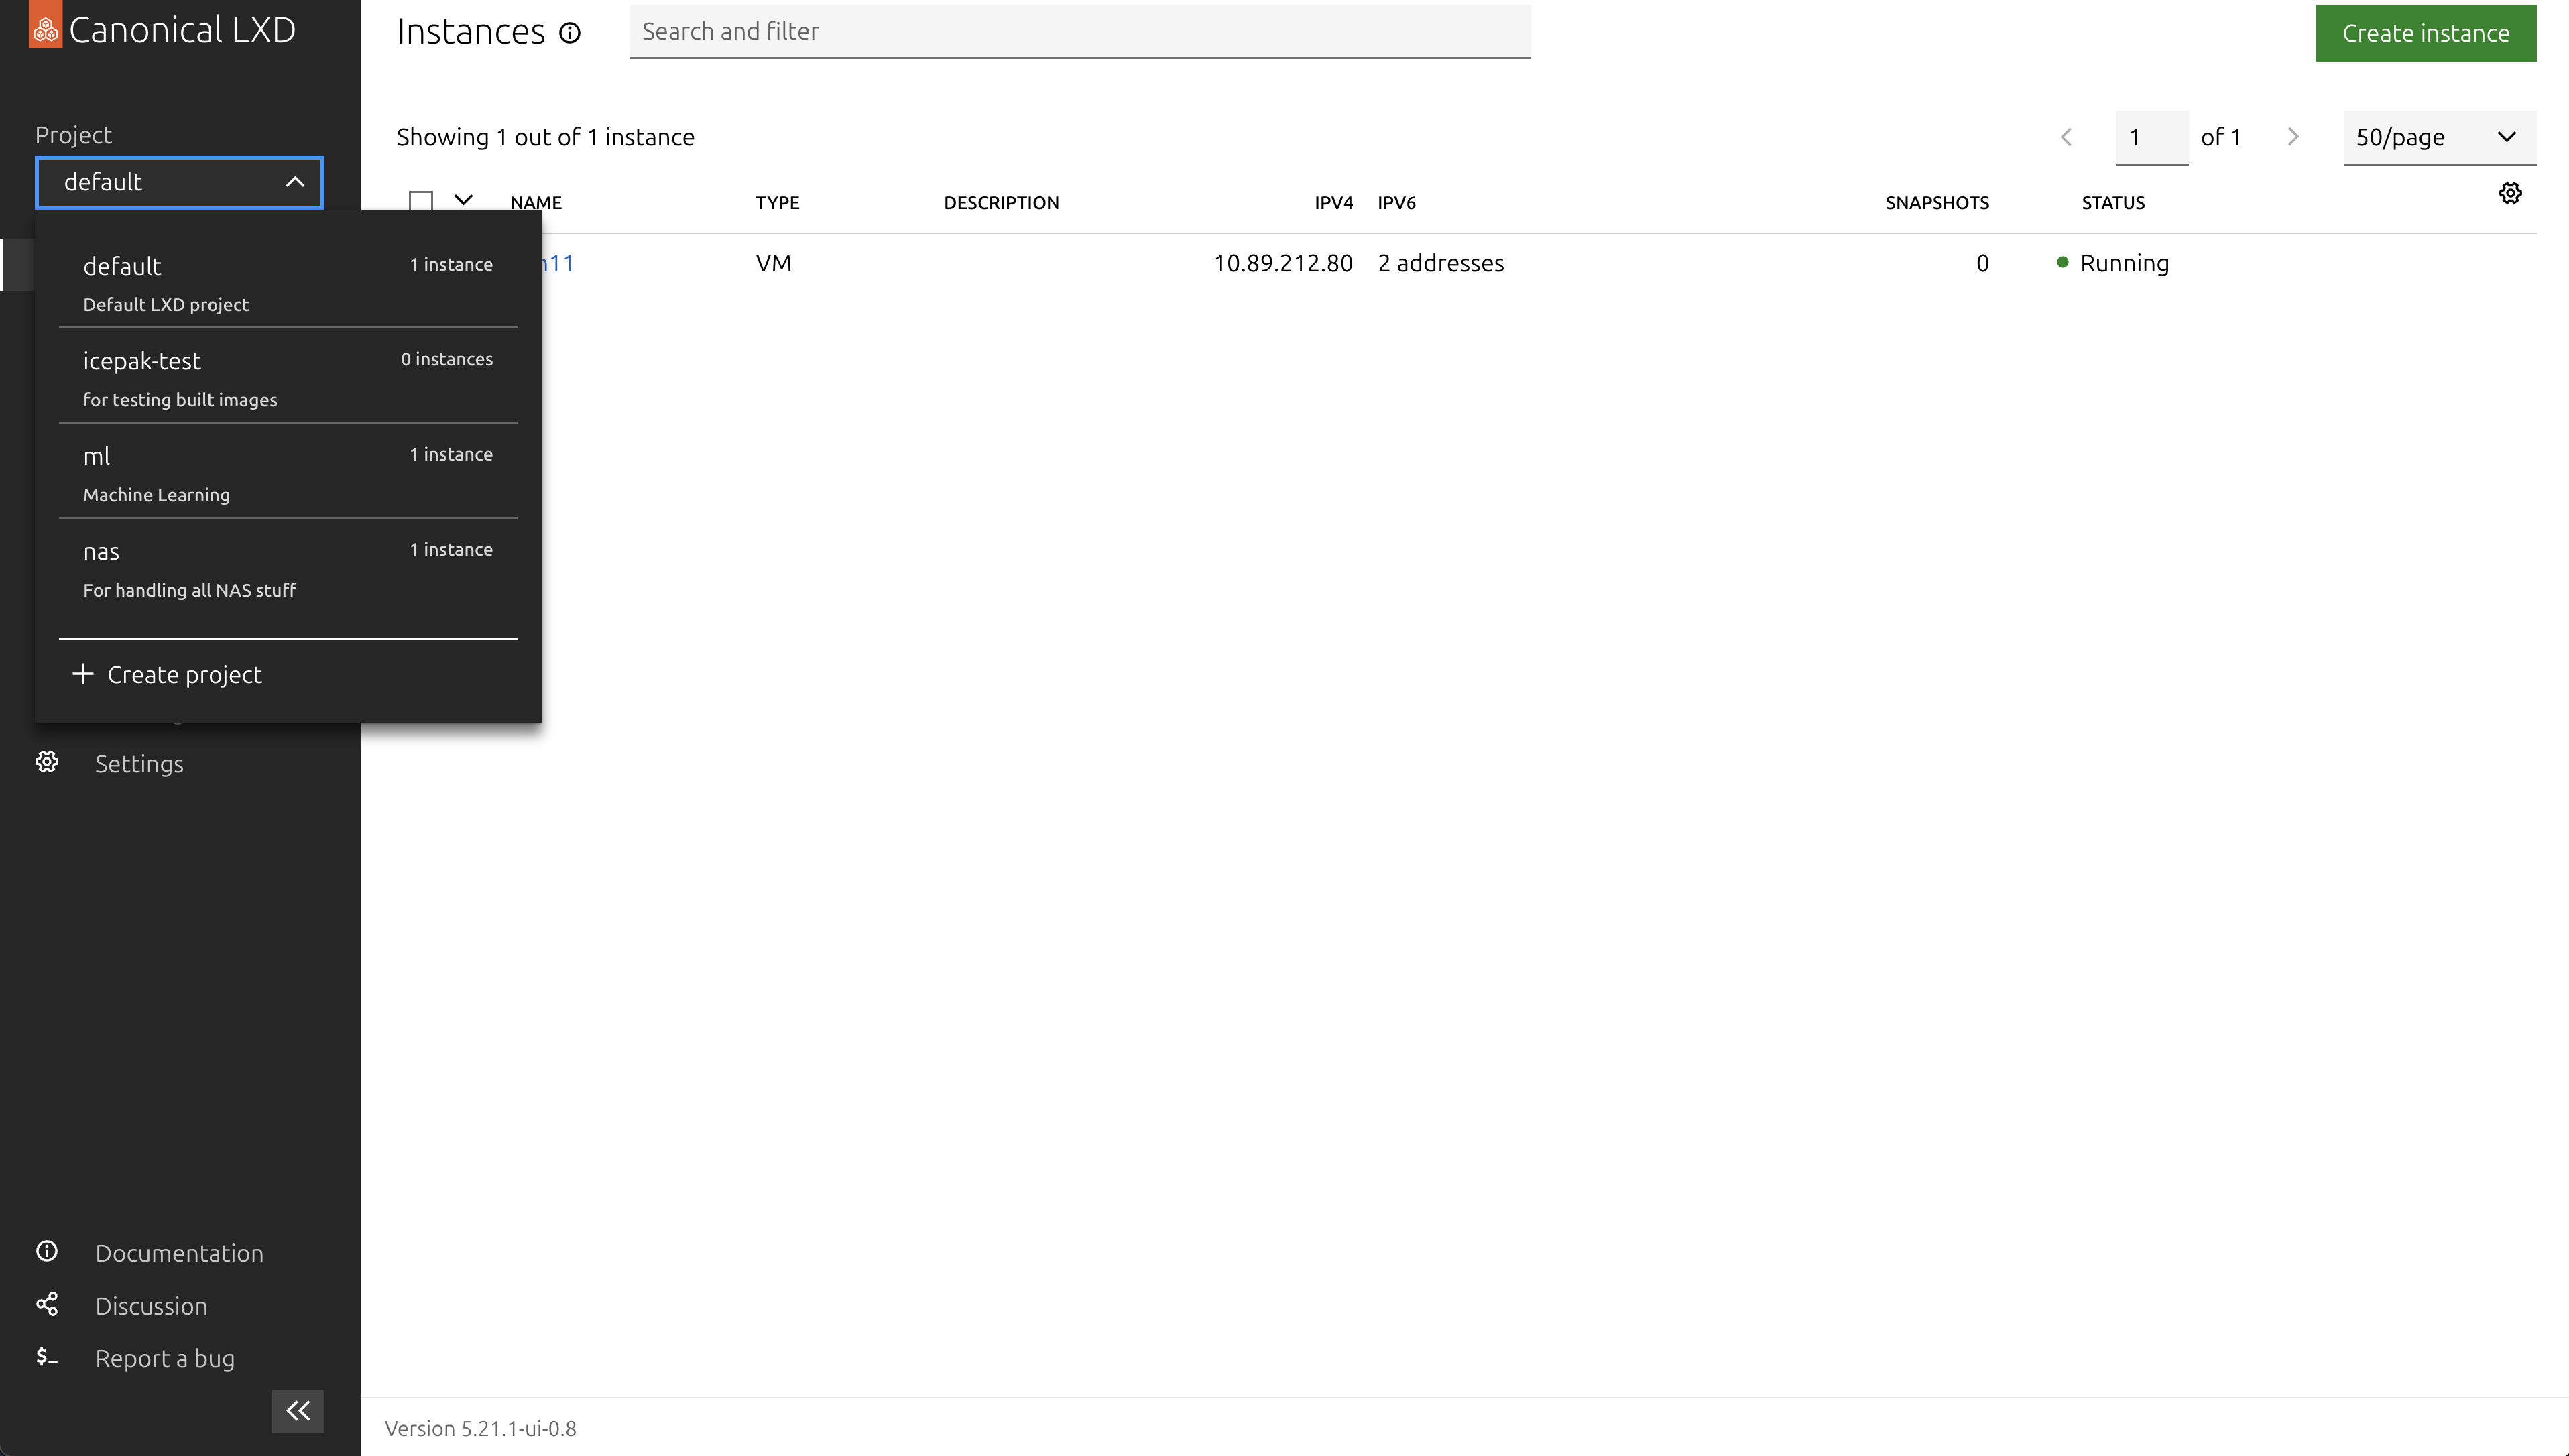 Canonical LXD
Instances
Search and filter
Create instance
Project
default
Showing 1 out of 1 instance
1 of 1
50/page
NAME TYPE DESCRIPTION IPV4 IPV6 SNAPSHOTS STATUS
VM 10.89.212.80 2 addresses 0 Running
default 1 instance
Default LXD project
icepak-test 0 instances
for testing built images
ml 1 instance
Machine Learning
nas 1 instance
For handling all NAS stuff
Create project
Settings
Documentation
Discussion
Report a bug
Version 5.21.1-ui-0.8